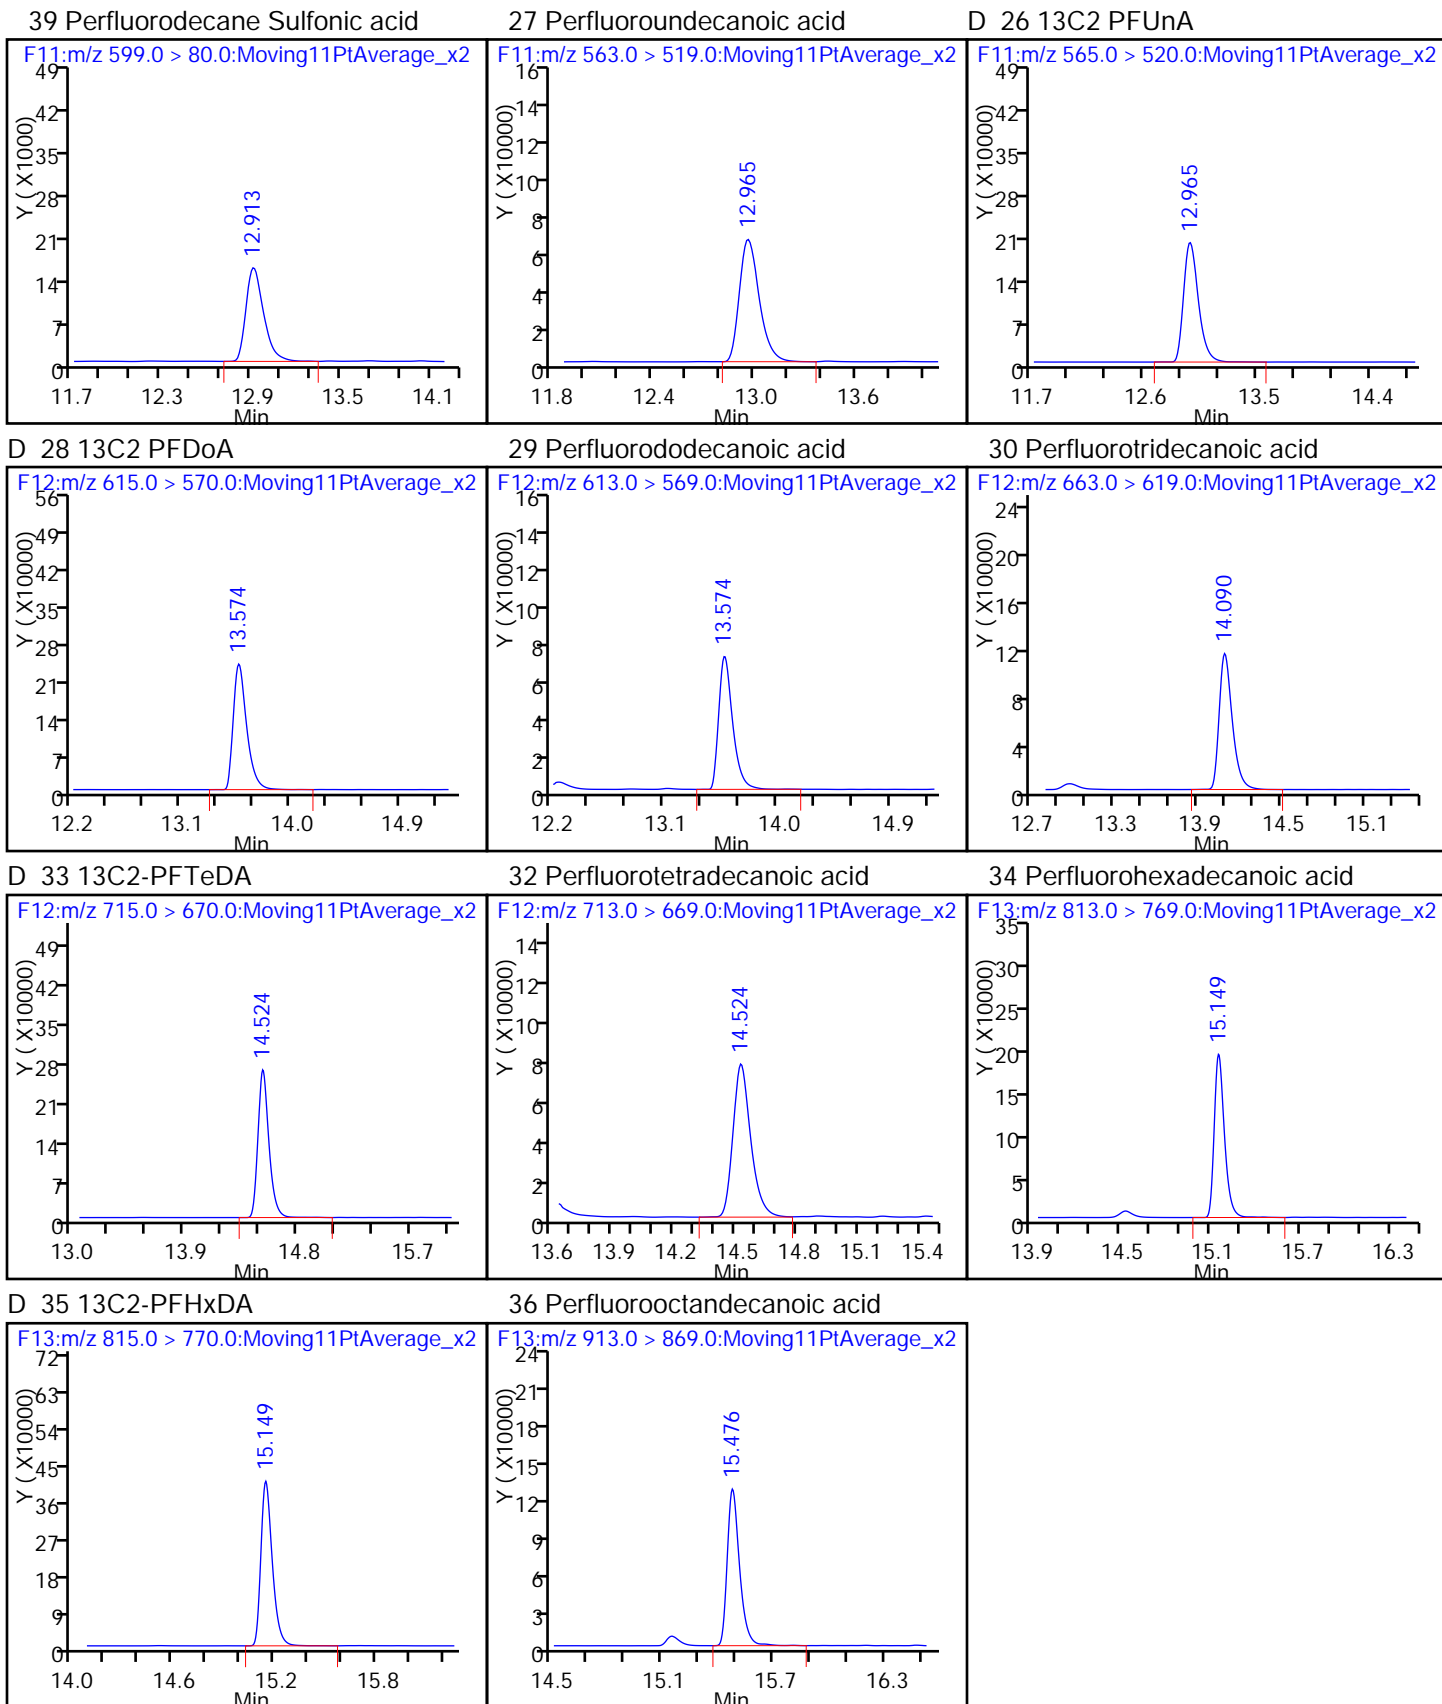 39 Perfluorodecane Sulfonic acid
F11:m/z 599.0 > 80.0:Moving11PtAverage_x2
Y ( X1000)
49
42
35
28
21
14
7
0
12.913
11.7 12.3 12.9 13.5 14.1
Min
27 Perfluoroundecanoic acid
F11:m/z 563.0 > 519.0:Moving11PtAverage_x2
Y ( X10000)
16
14
12
10
8
6
4
2
0
12.965
11.8 12.4 13.0 13.6
Min
D 26 13C2 PFUnA
F11:m/z 565.0 > 520.0:Moving11PtAverage_x2
Y ( X10000)
49
42
35
28
21
14
7
0
12.965
11.7 12.6 13.5 14.4
Min
D 28 13C2 PFDoA
F12:m/z 615.0 > 570.0:Moving11PtAverage_x2
Y ( X10000)
56
49
42
35
28
21
14
7
0
13.574
12.2 13.1 14.0 14.9
Min
29 Perfluorododecanoic acid
F12:m/z 613.0 > 569.0:Moving11PtAverage_x2
Y ( X10000)
16
14
12
10
8
6
4
2
0
13.574
12.2 13.1 14.0 14.9
Min
30 Perfluorotridecanoic acid
F12:m/z 663.0 > 619.0:Moving11PtAverage_x2
Y ( X10000)
24
20
16
12
8
4
0
14.090
12.7 13.3 13.9 14.5 15.1
Min
D 33 13C2-PFTeDA
F12:m/z 715.0 > 670.0:Moving11PtAverage_x2
Y ( X10000)
49
42
35
28
21
14
7
0
14.524
13.0 13.9 14.8 15.7
Min
32 Perfluorotetradecanoic acid
F12:m/z 713.0 > 669.0:Moving11PtAverage_x2
Y ( X10000)
14
12
10
8
6
4
2
0
14.524
13.6 13.9 14.2 14.5 14.8 15.1 15.4
Min
34 Perfluorohexadecanoic acid
F13:m/z 813.0 > 769.0:Moving11PtAverage_x2
Y ( X10000)
35
30
25
20
15
10
5
0
15.149
13.9 14.5 15.1 15.7 16.3
Min
D 35 13C2-PFHxDA
F13:m/z 815.0 > 770.0:Moving11PtAverage_x2
Y ( X10000)
72
63
54
45
36
27
18
9
0
15.149
14.0 14.6 15.2 15.8
Min
36 Perfluorooctandecanoic acid
F13:m/z 913.0 > 869.0:Moving11PtAverage_x2
Y ( X10000)
24
21
18
15
12
9
6
3
0
15.476
14.5 15.1 15.7 16.3
Min